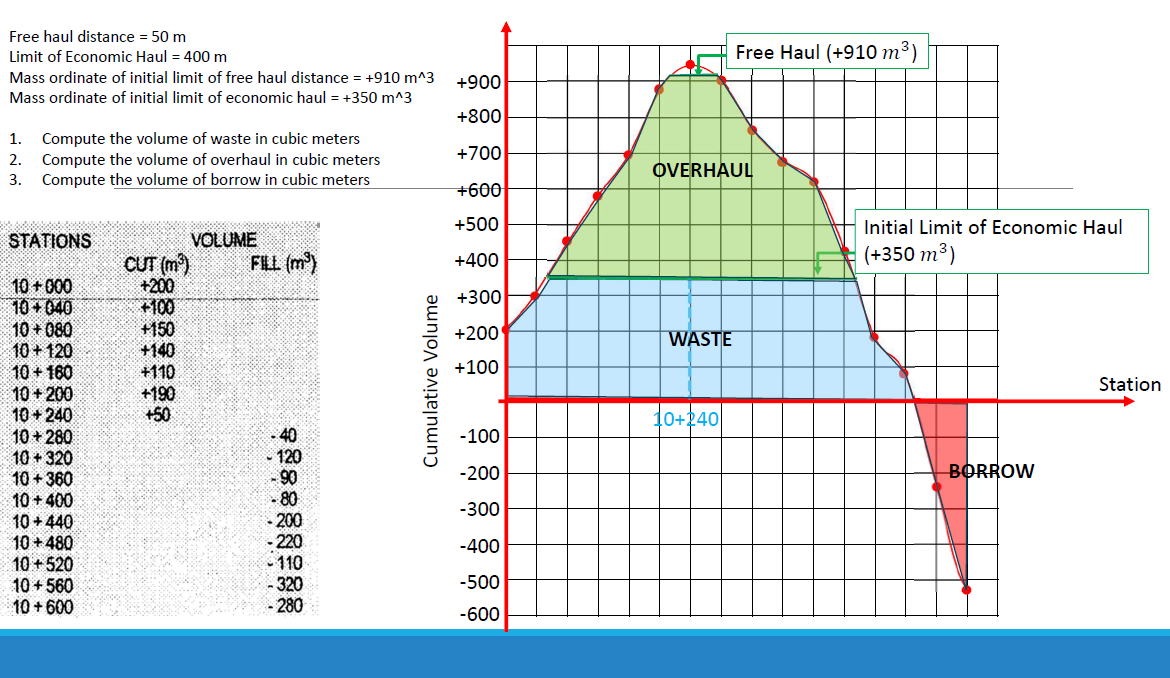 Free haul distance = 50 m
Limit of Economic Haul = 400 m
Mass ordinate of initial limit of free haul distance = +910 m^3
Mass ordinate of initial limit of economic haul = +350 m^3
1. Compute the volume of waste in cubic meters
2. Compute the volume of overhaul in cubic meters
3. Compute the volume of borrow in cubic meters
STATIONS VOLUME
CUT (m³) FILL (m³)
10 + 000 +200
10 + 040 +100
10 + 080 +150
10 + 120 +140
10 + 160 +110
10 + 200 +190
10 + 240 +50
10 + 280 - 40
10 + 320 - 120
10 + 360 - 90
10 + 400 - 80
10 + 440 - 200
10 + 480 - 220
10 + 520 - 110
10 + 560 - 320
10 + 600 - 280
Cumulative Volume
+900
+800
+700
+600
+500
+400
+300
+200
+100
-100
-200
-300
-400
-500
-600
Free Haul (+910 m³)
OVERHAUL
Initial Limit of Economic Haul
(+350 m³)
WASTE
Station
10+240
BORROW